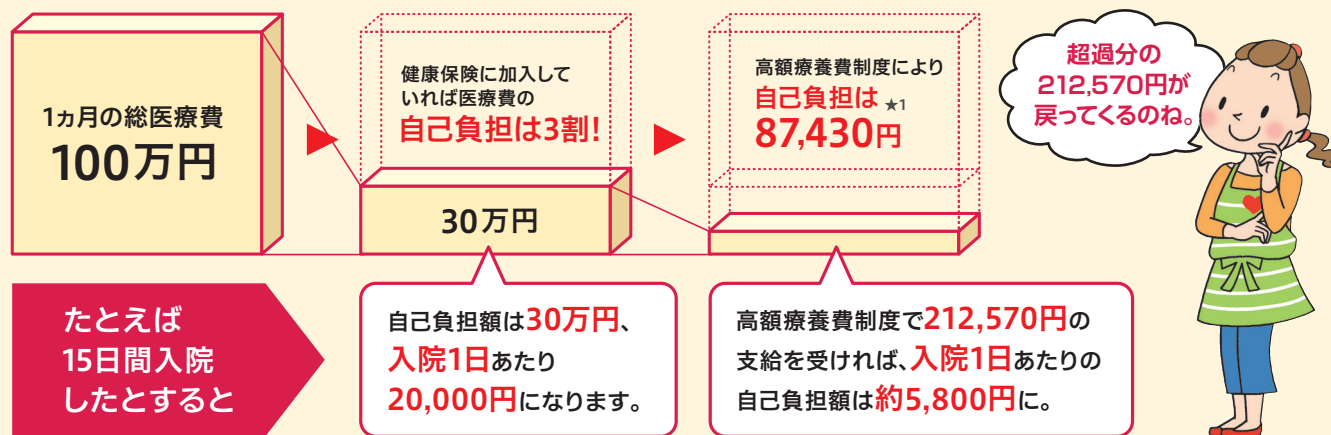 1ヵ月の総医療費
100万円
健康保険に加入して
いれば医療費の
自己負担は3割!
30万円
高額療養費制度により
自己負担は ★1
87,430円
超過分の
212,570円が
戻ってくるのね。
たとえば
15日間入院
したとすると
自己負担額は30万円、
入院1日あたり
20,000円になります。
高額療養費制度で212,570円の
支給を受ければ、入院1日あたりの
自己負担額は約5,800円に。